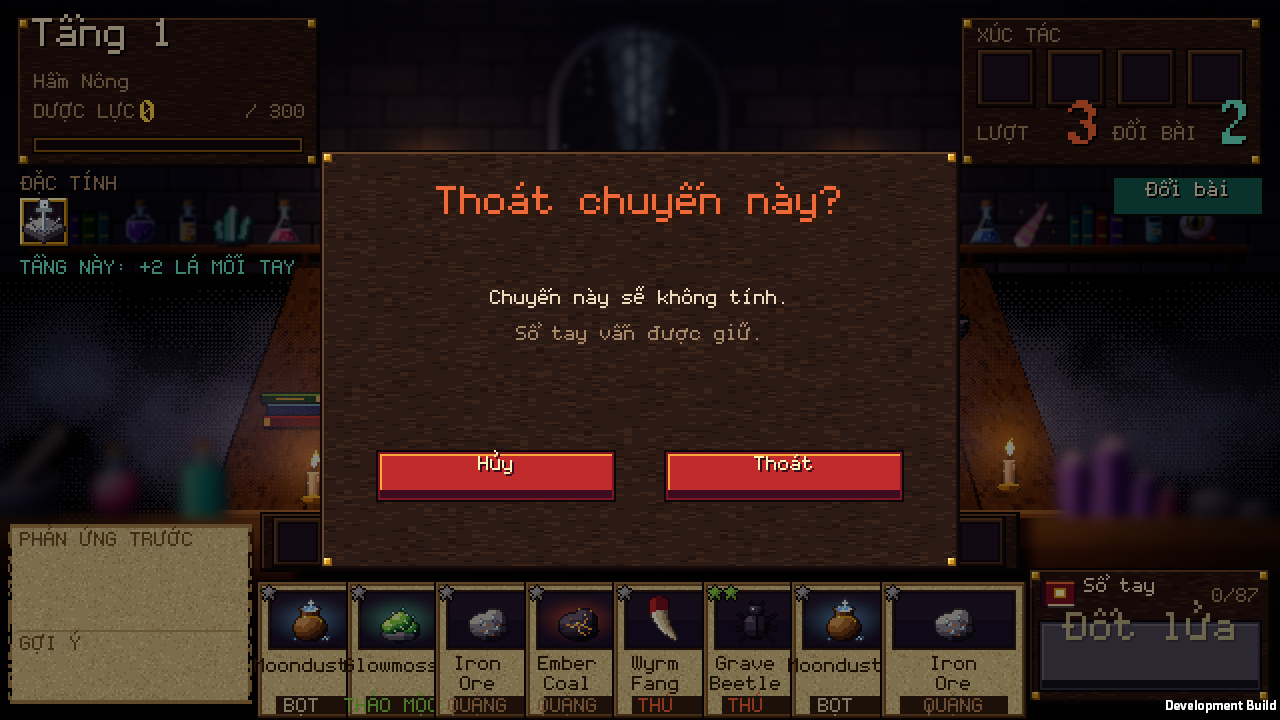 Tầng 1
Hầm Nông
DƯỢC LỰC 0 / 300
XÚC TÁC
LƯỢT 3 ĐỔI BÀI 2
ĐẶC TÍNH
Đổi bài
TẦNG NÀY: +2 LÁ MỖI TAY
Thoát chuyến này?
Chuyến này sẽ không tính.
Sổ tay vẫn được giữ.
Hủy
Thoát
PHẢN ỨNG TRƯỚC
GỢI Ý
Moondust
BỘT
Glowmoss
THẢO MỘC
Iron
Ore
QUẶNG
Ember
Coal
QUẶNG
Wyrm
Fang
THÚ
Grave
Beetle
THÚ
Moondust
BỘT
Iron
Ore
QUẶNG
Sổ tay
0/87
Đốt lửa
Development Build